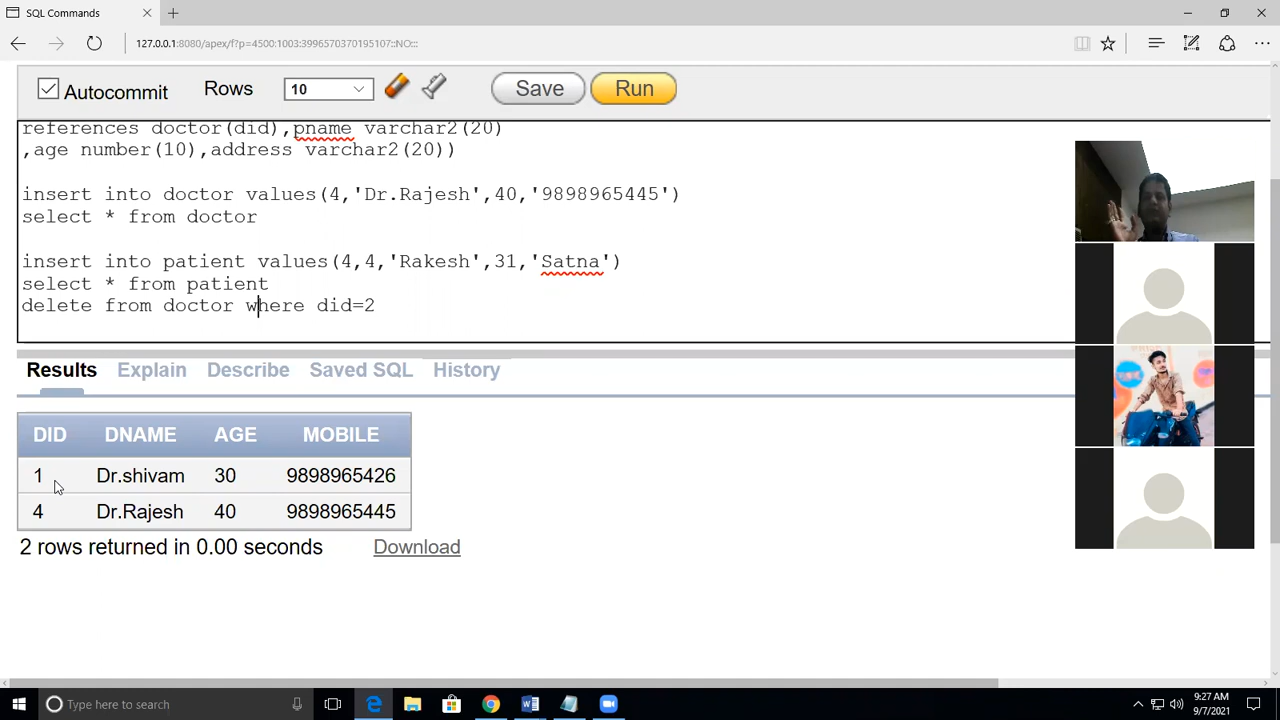 SQL Commands
127.0.0.1:8080/apex/f?p=4500:1003:3996570370195107::NO:::
Autocommit Rows 10 Save Run
references doctor(did),pname varchar2(20)
,age number(10),address varchar2(20))
insert into doctor values(4,'Dr.Rajesh',40,'9898965445')
select * from doctor
insert into patient values(4,4,'Rakesh',31,'Satna')
select * from patient
delete from doctor where did=2
Results Explain Describe Saved SQL History
DID DNAME AGE MOBILE
1 Dr.shivam 30 9898965426
4 Dr.Rajesh 40 9898965445
2 rows returned in 0.00 seconds Download
Type here to search
9:27 AM
9/7/2021